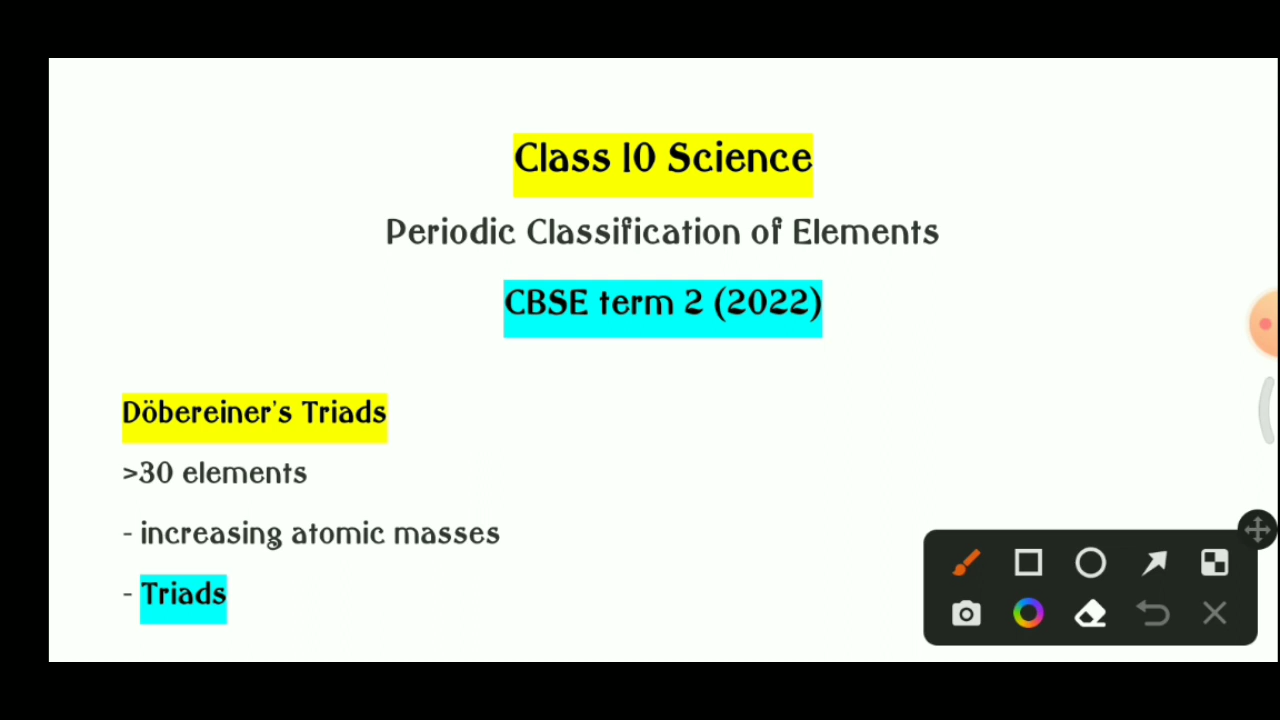 Class 10 Science
Periodic Classification of Elements
CBSE term 2 (2022)
Döbereiner's Triads
>30 elements
- increasing atomic masses
- Triads